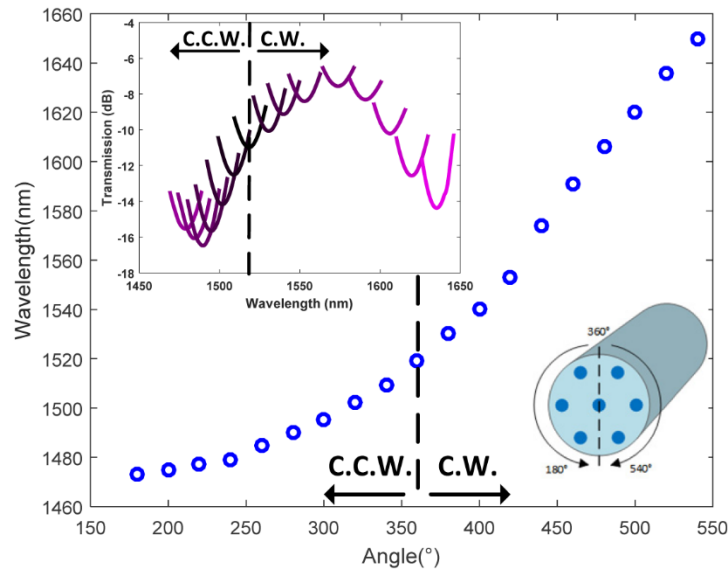 1660
1640
1620
1600
1580
1560
1540
1520
1500
1480
1460
Wavelength(nm)
150 200 250 300 350 400 450 500 550
Angle(°)
C.C.W. C.W.
-4
-6
-8
-10
-12
-14
-16
-18
Transmission (dB)
C.C.W. C.W.
1450 1500 1550 1600 1650
Wavelength (nm)
360°
180° 540°